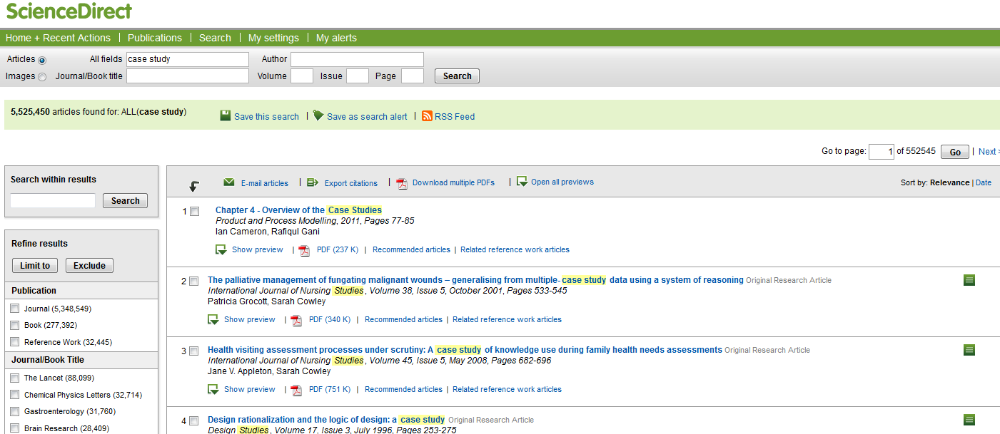 ScienceDirect
Home + Recent Actions | Publications | Search | My settings | My alerts
Articles All fields case study Author
Images Journal/Book title Volume Issue Page Search
5,525,450 articles found for: ALL(case study) Save this search | Save as search alert | RSS Feed
Go to page: 1 of 552545 Go | Next >
Search within results
Search
Refine results
Limit to Exclude
Publication
Journal (5,348,549)
Book (277,392)
Reference Work (32,445)
Journal/Book Title
The Lancet (88,099)
Chemical Physics Letters (32,714)
Gastroenterology (31,760)
Brain Research (28,409)
E-mail articles | Export citations | Download multiple PDFs | Open all previews Sort by: Relevance | Date
1 Chapter 4 - Overview of the Case Studies
Product and Process Modelling, 2011, Pages 77-85
Ian Cameron, Rafiqul Gani
Show preview | PDF (237 K) | Recommended articles | Related reference work articles
2 The palliative management of fungating malignant wounds – generalising from multiple-case study data using a system of reasoning Original Research Article
International Journal of Nursing Studies, Volume 38, Issue 5, October 2001, Pages 533-545
Patricia Grocott, Sarah Cowley
Show preview | PDF (340 K) | Recommended articles | Related reference work articles
3 Health visiting assessment processes under scrutiny: A case study of knowledge use during family health needs assessments Original Research Article
International Journal of Nursing Studies, Volume 45, Issue 5, May 2008, Pages 682-696
Jane V. Appleton, Sarah Cowley
Show preview | PDF (751 K) | Recommended articles | Related reference work articles
4 Design rationalization and the logic of design: a case study Original Research Article
Design Studies, Volume 17, Issue 3, July 1996, Pages 253-275